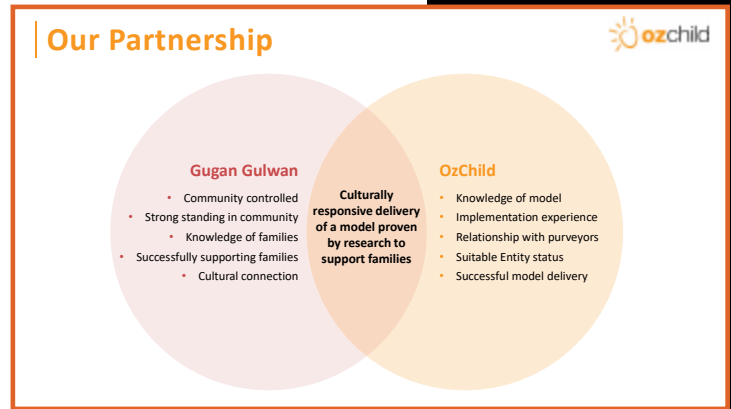 Our Partnership
ozchild
Gugan Gulwan
• Community controlled
• Strong standing in community
• Knowledge of families
• Successfully supporting families
• Cultural connection
Culturally
responsive delivery
of a model proven
by research to
support families
OzChild
• Knowledge of model
• Implementation experience
• Relationship with purveyors
• Suitable Entity status
• Successful model delivery